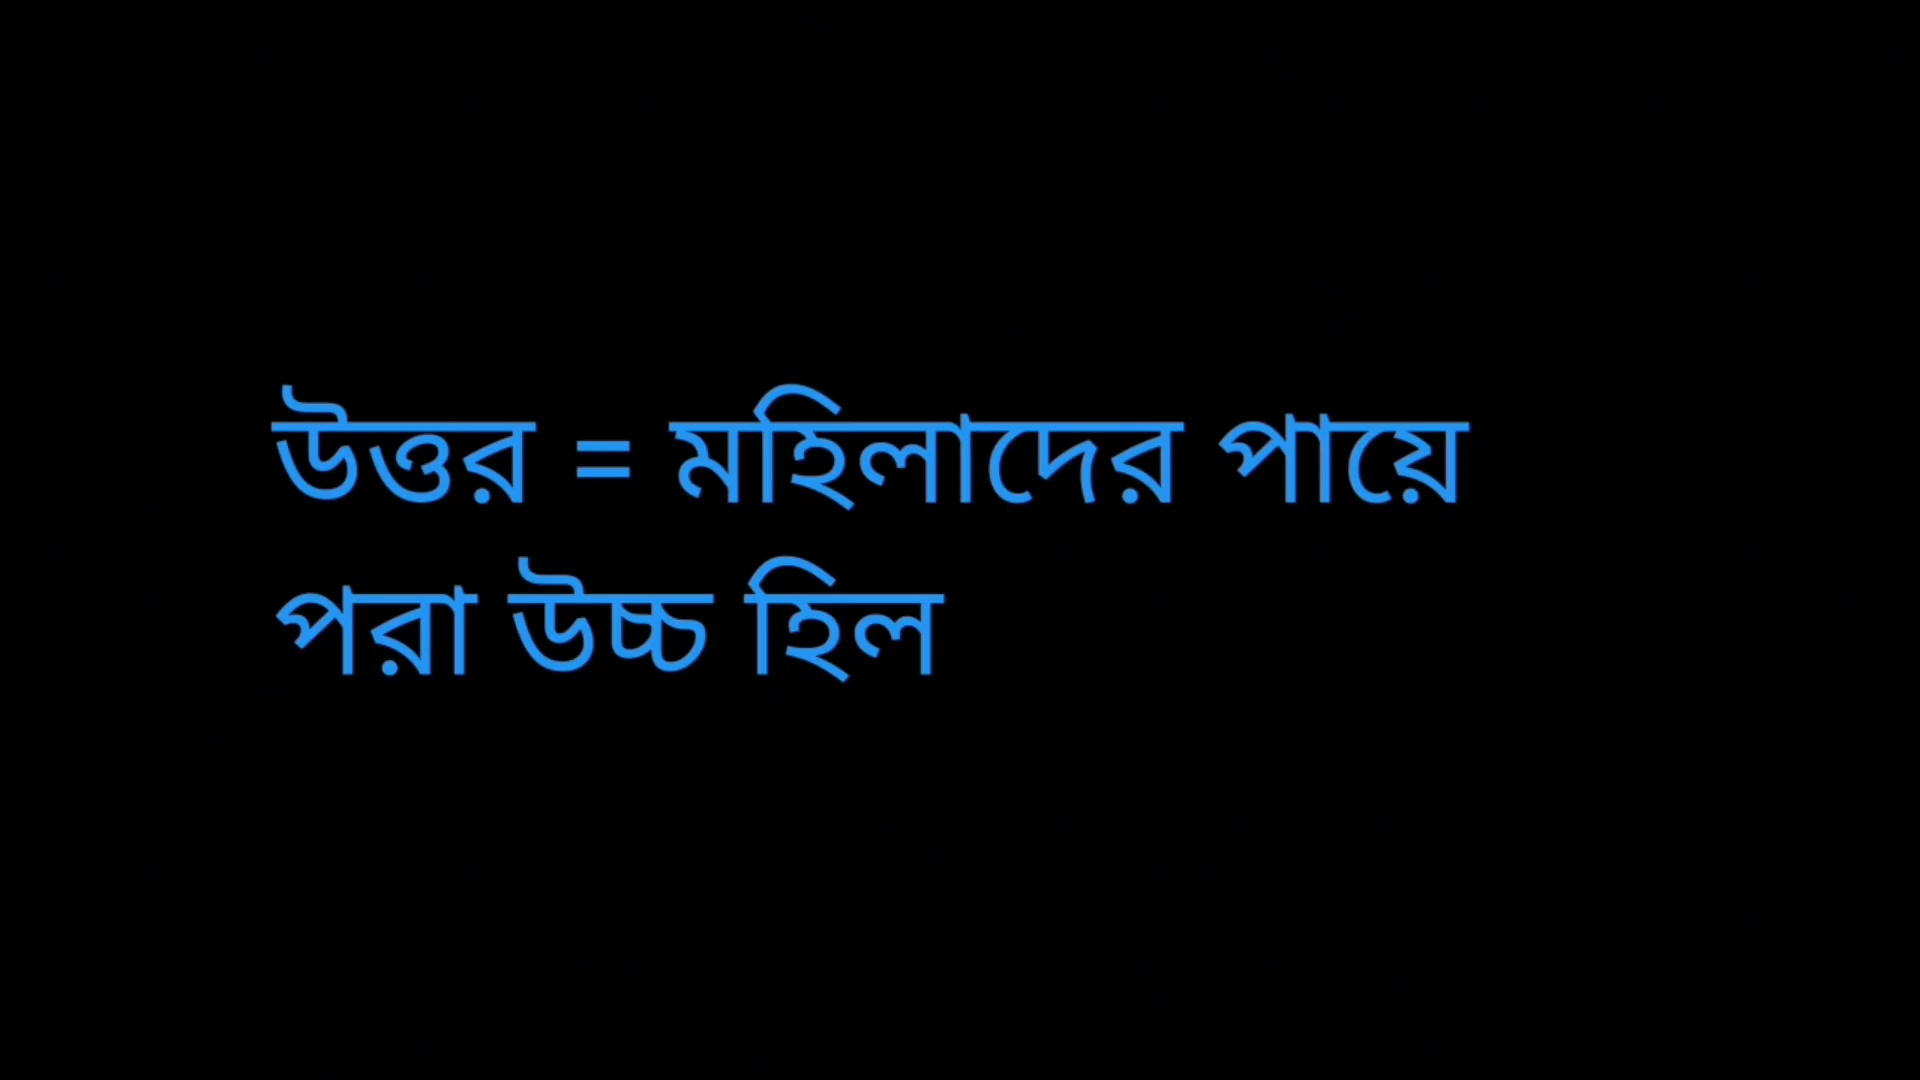 উত্তর = মহিলাদের পায়ে
পরা উচ্চ হিল